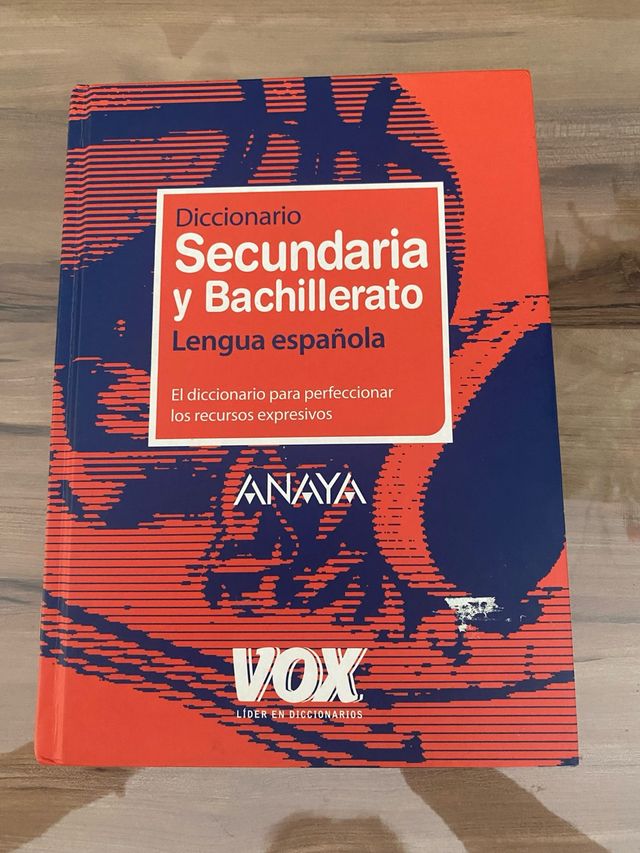 Diccionario
Secundaria
y Bachillerato
Lengua española
El diccionario para perfeccionar
los recursos expresivos
ANAYA
VOX
LÍDER EN DICCIONARIOS